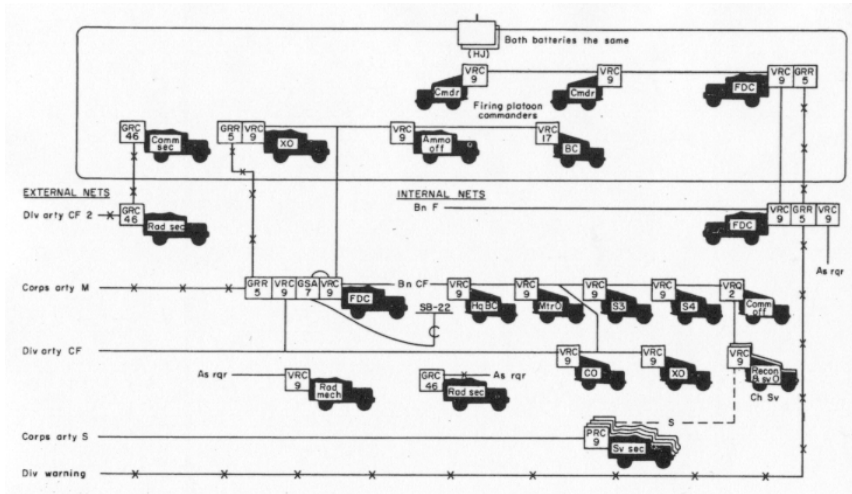 Both batteries the same
(HJ)
VRC 9
Cmdr
VRC 9
Cmdr
FDC
VRC 9
GRR 5
Firing platoon
commanders
GRC 46
Comm sec
GRR 5
VRC 9
XO
VRC 9
Ammo off
VRC 17
BC
EXTERNAL NETS
INTERNAL NETS
Div arty CF 2
GRC 46
Rad sec
Bn F
FDC
VRC 9
GRR 5
VRC 9
As rqr
Corps arty M
GRR 5
VRC 9
GSA 7
VRC 9
FDC
Bn CF
SB-22
VRC 9
Hq BC
VRC 9
MtrO
VRC 9
S3
VRC 9
S4
VRQ 2
Comm off
Div arty CF
VRC 9
CO
VRC 9
XO
VRC 9
Recon & sv O
Ch Sv
As rqr
VRC 9
Rad mech
GRC 46
Rad sec
As rqr
S
Corps arty S
PRC 9
Sv sec
Div warning